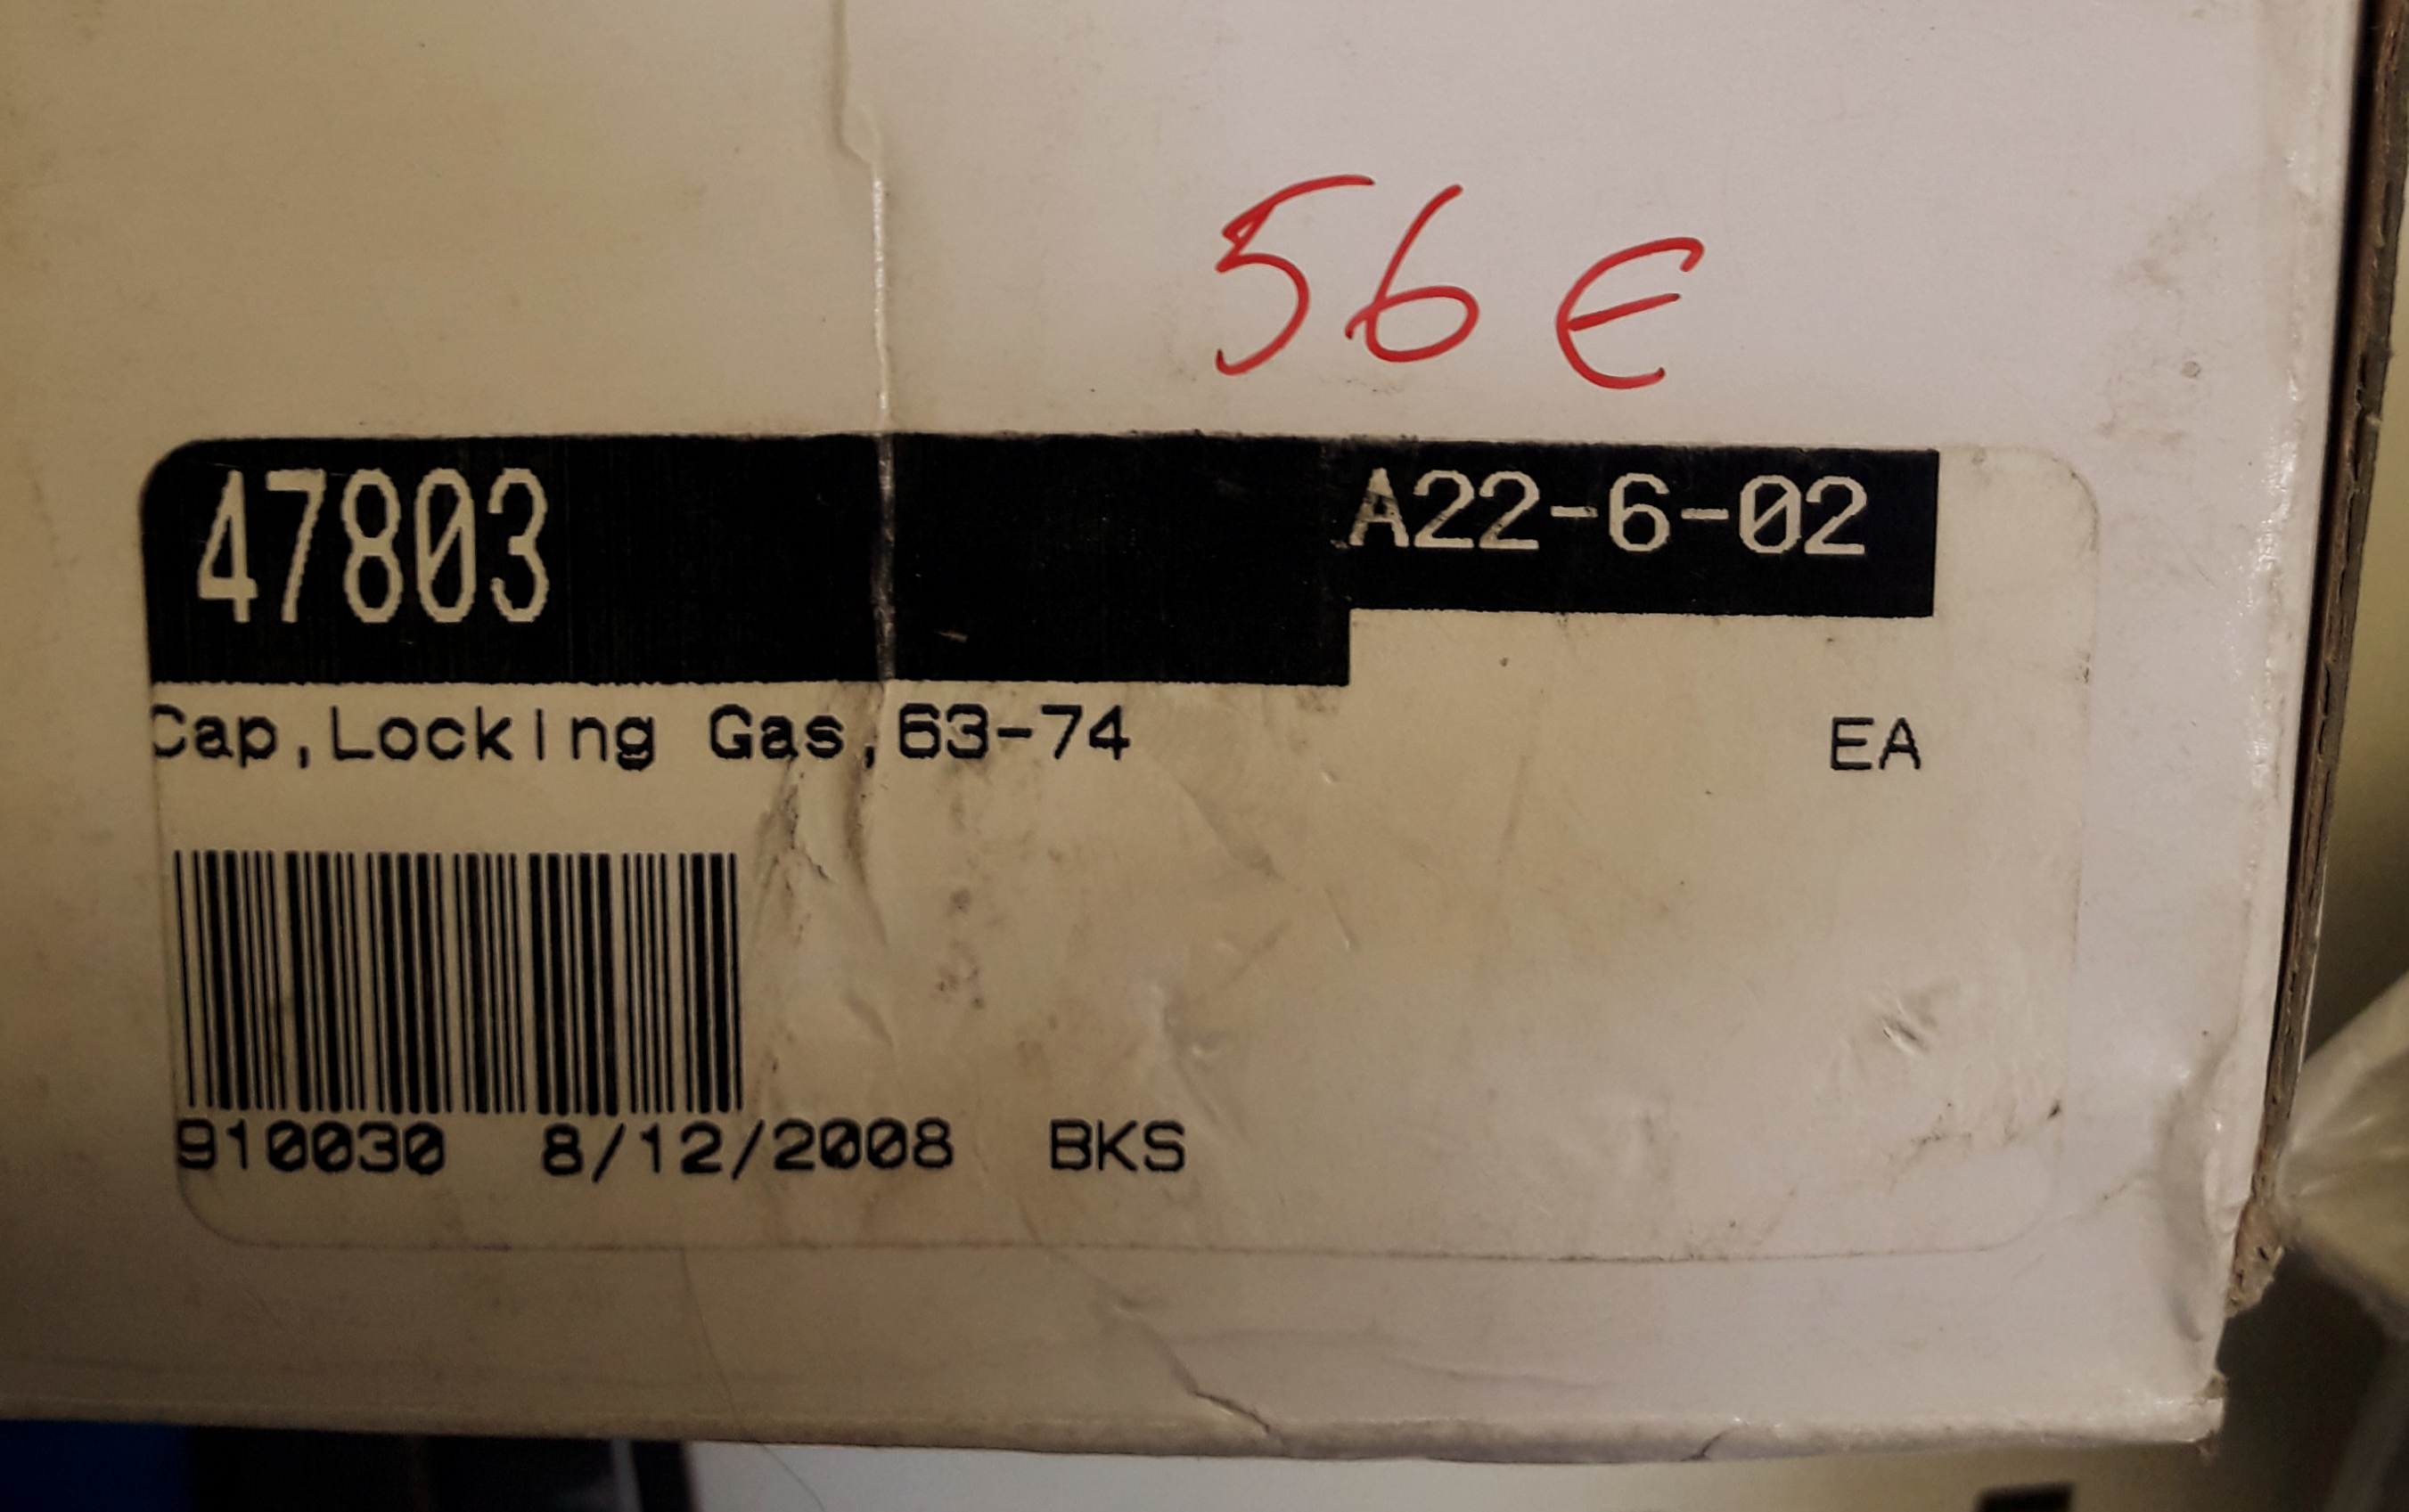 56 €
47803
A22-6-02
Cap,Locking Gas,63-74
EA
910030 8/12/2008 BKS